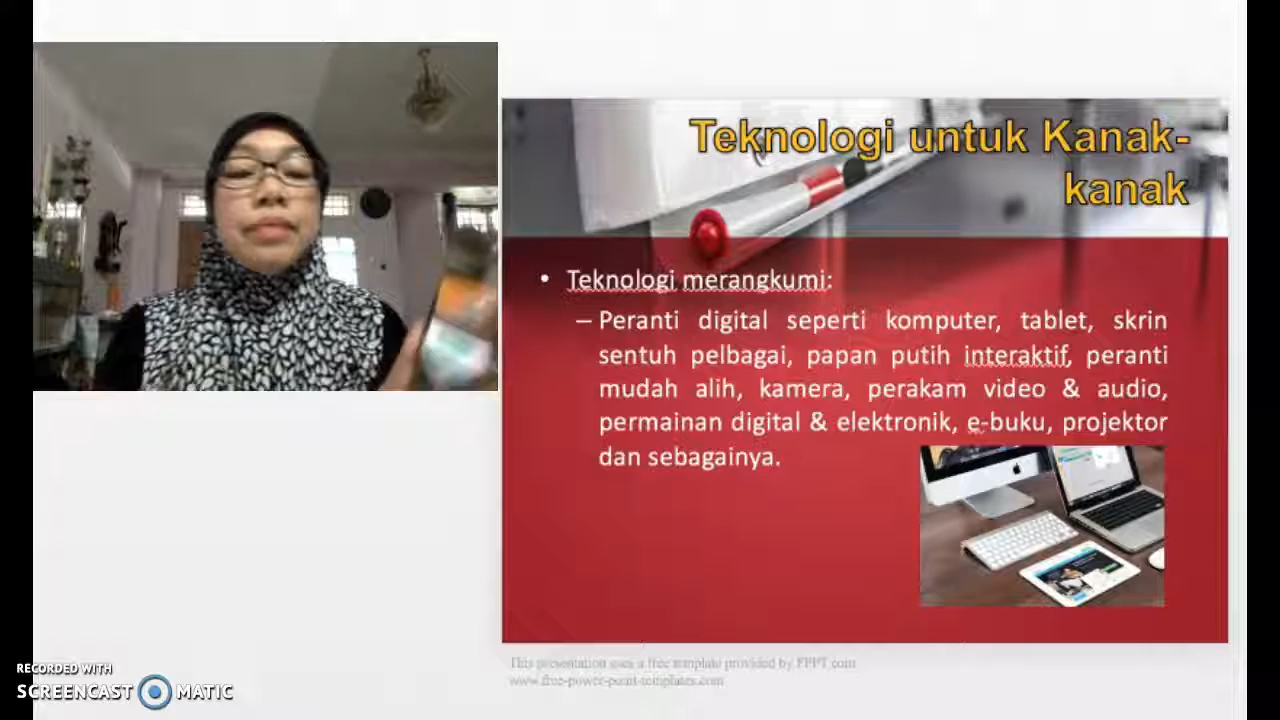 Teknologi untuk Kanak-
kanak
• Teknologi merangkumi:
– Peranti digital seperti komputer, tablet, skrin
sentuh pelbagai, papan putih interaktif, peranti
mudah alih, kamera, perakam video & audio,
permainan digital & elektronik, e-buku, projektor
dan sebagainya.
This presentation uses a free template provided by FPPT.com
www.free-power-point-templates.com
RECORDED WITH
SCREENCAST MATIC